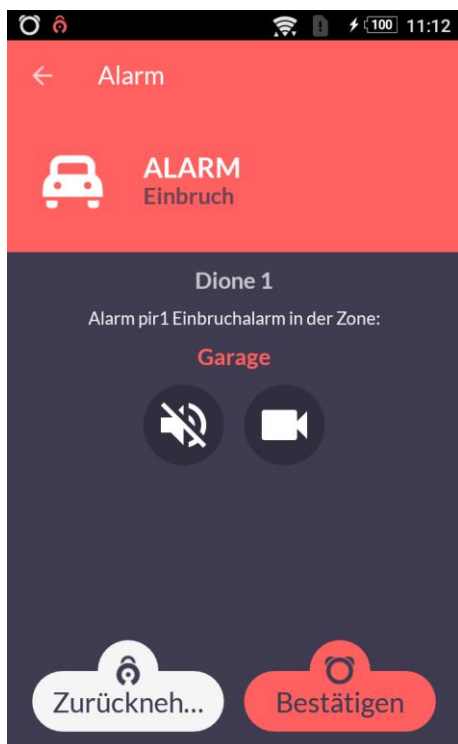 100 11:12
Alarm
ALARM
Einbruch
Dione 1
Alarm pir1 Einbruchalarm in der Zone:
Garage
Zurückneh...
Bestätigen